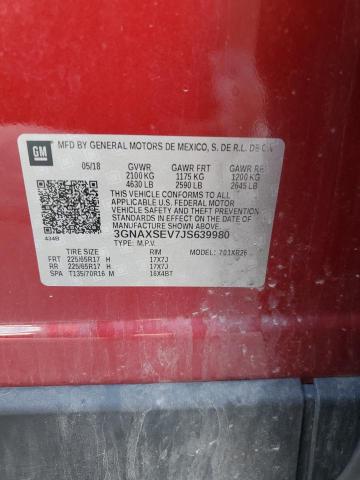 GM
MFD BY GENERAL MOTORS DE MEXICO, S. DE R.L. DE C.V.
05/18 GVWR GAWR FRT GAWR RR
2100 KG 1175 KG 1200 KG
4630 LB 2590 LB 2645 LB
THIS VEHICLE CONFORMS TO ALL
APPLICABLE U.S. FEDERAL MOTOR
VEHICLE SAFETY, BUMPER, AND THEFT
PREVENTION STANDARDS IN EFFECT ON THE
DATE OF MANUFACTURE SHOWN ABOVE.
434B 3GNAXSEV7JS639980
TYPE: M.P.V. MODEL: 701XR26
TIRE SIZE RIM
FRT 225/65R17 H 17X7J
RR 225/65R17 H 17X7J
SPA T135/70R16 M 16X4BT